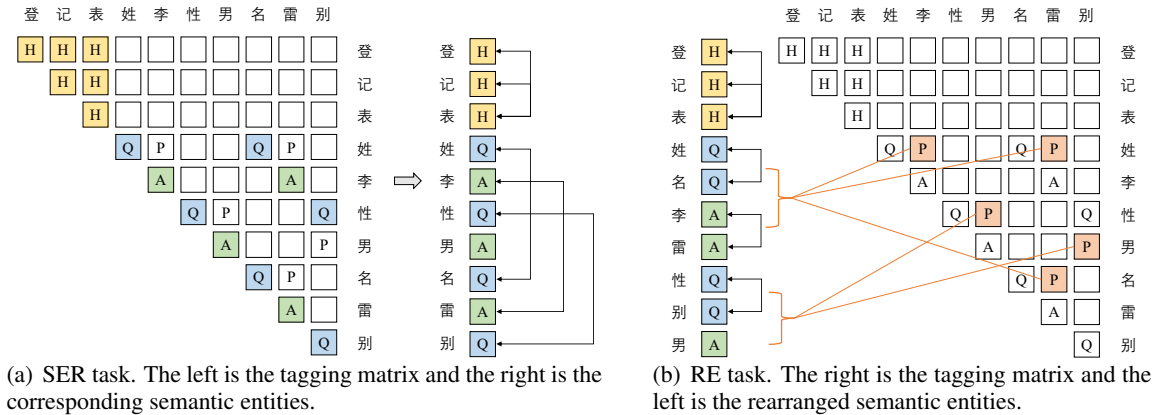 登 记 表 姓 李 性 男 名 雷 别
H H H 登
H H 记
H 表
Q P Q P 姓
A A 李
Q P Q 性
A P 男
Q P 名
A 雷
Q 别
登 H
记 H
表 H
姓 Q
李 A
性 Q
男 A
名 Q
雷 A
别 Q
(a) SER task. The left is the tagging matrix and the right is the
corresponding semantic entities.
登 H
记 H
表 H
姓 Q
名 Q
李 A
雷 A
性 Q
别 Q
男 A
登 记 表 姓 李 性 男 名 雷 别
H H H 登
H H 记
H 表
Q P Q P 姓
A A 李
Q P Q 性
A P 男
Q P 名
A 雷
Q 别
(b) RE task. The right is the tagging matrix and the
left is the rearranged semantic entities.